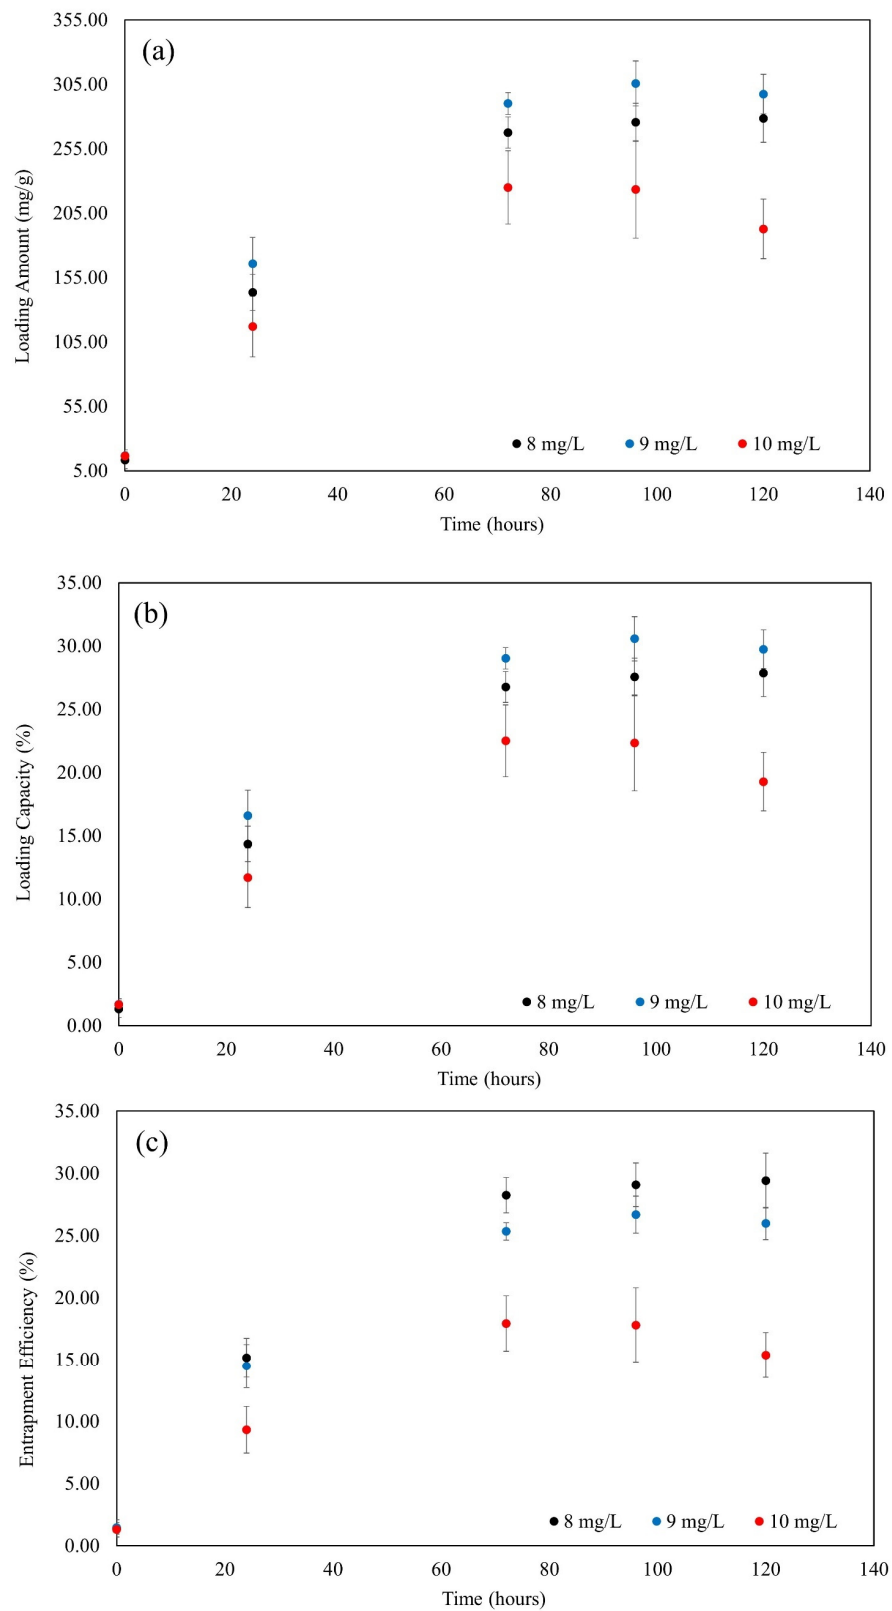 (a)
355.00
305.00
255.00
205.00
155.00
105.00
55.00
5.00
Loading Amount (mg/g)
8 mg/L 9 mg/L 10 mg/L
0 20 40 60 80 100 120 140
Time (hours)
(b)
35.00
30.00
25.00
20.00
15.00
10.00
5.00
0.00
Loading Capacity (%)
8 mg/L 9 mg/L 10 mg/L
0 20 40 60 80 100 120 140
Time (hours)
(c)
35.00
30.00
25.00
20.00
15.00
10.00
5.00
0.00
Entrapment Efficiency (%)
8 mg/L 9 mg/L 10 mg/L
0 20 40 60 80 100 120 140
Time (hours)